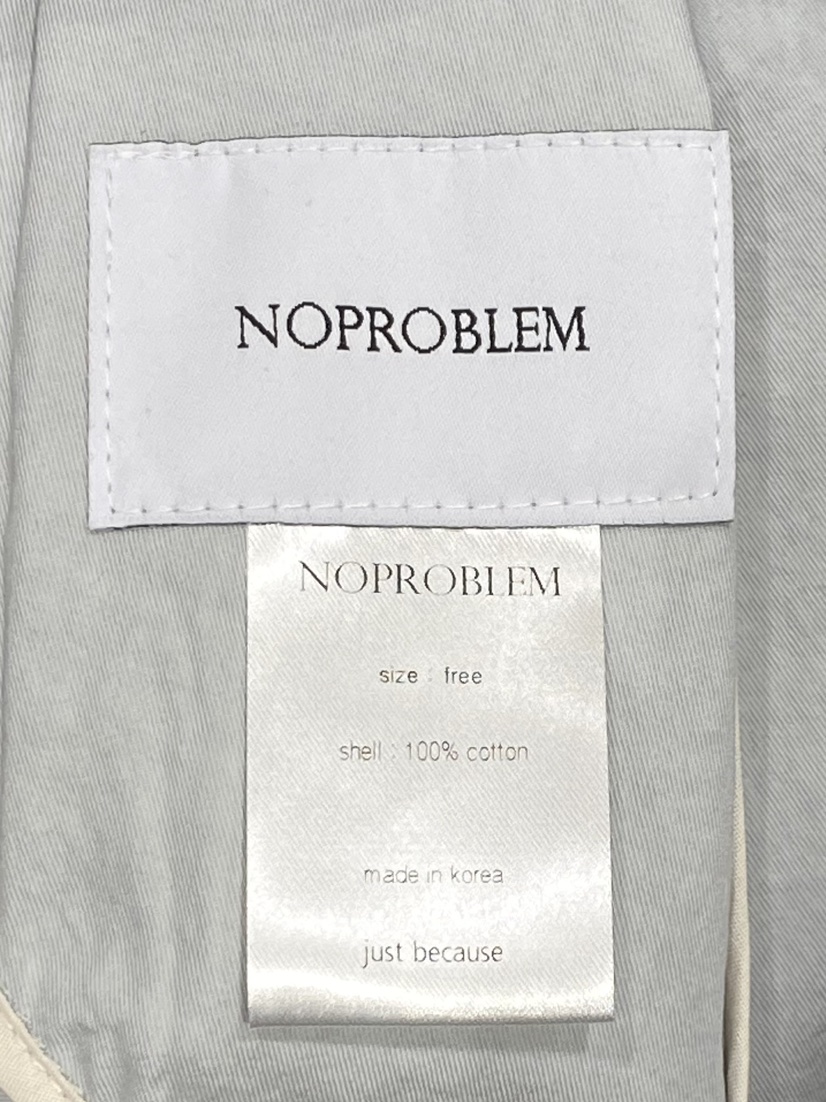 NOPROBLEM
NOPROBLEM
size : free
shell : 100% cotton
made in korea
just because